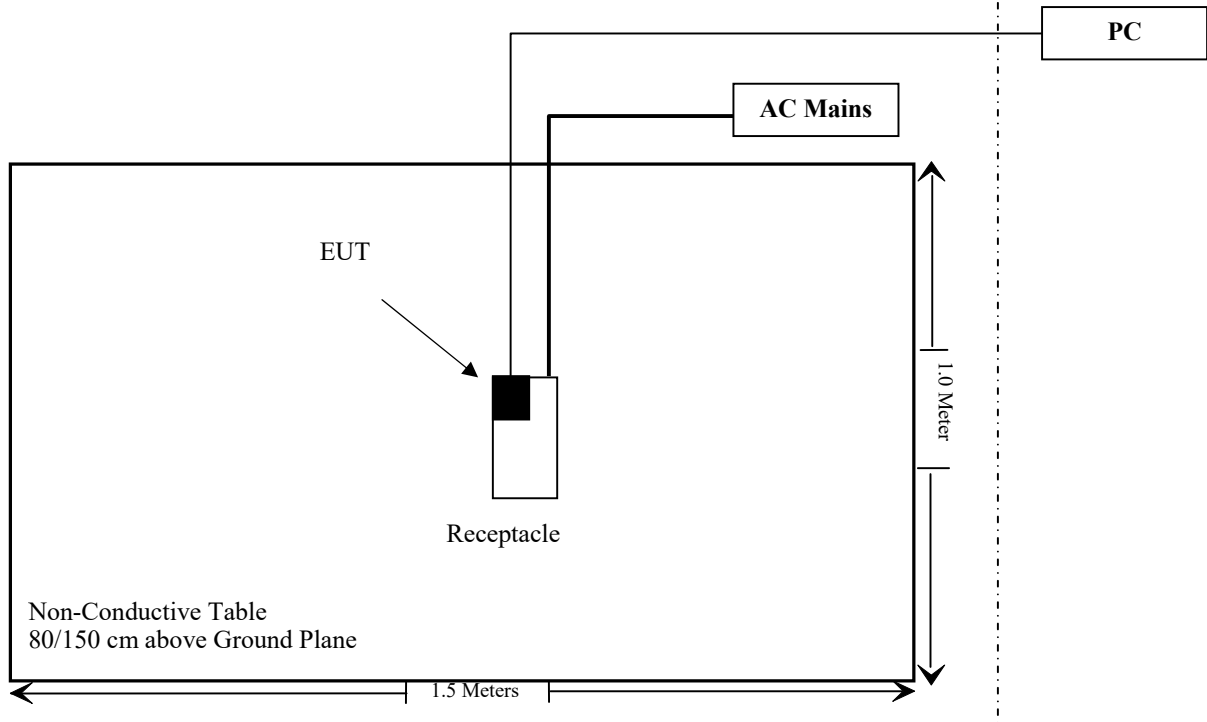 PC
AC Mains
EUT
1.0 Meter
Receptacle
Non-Conductive Table
80/150 cm above Ground Plane
1.5 Meters